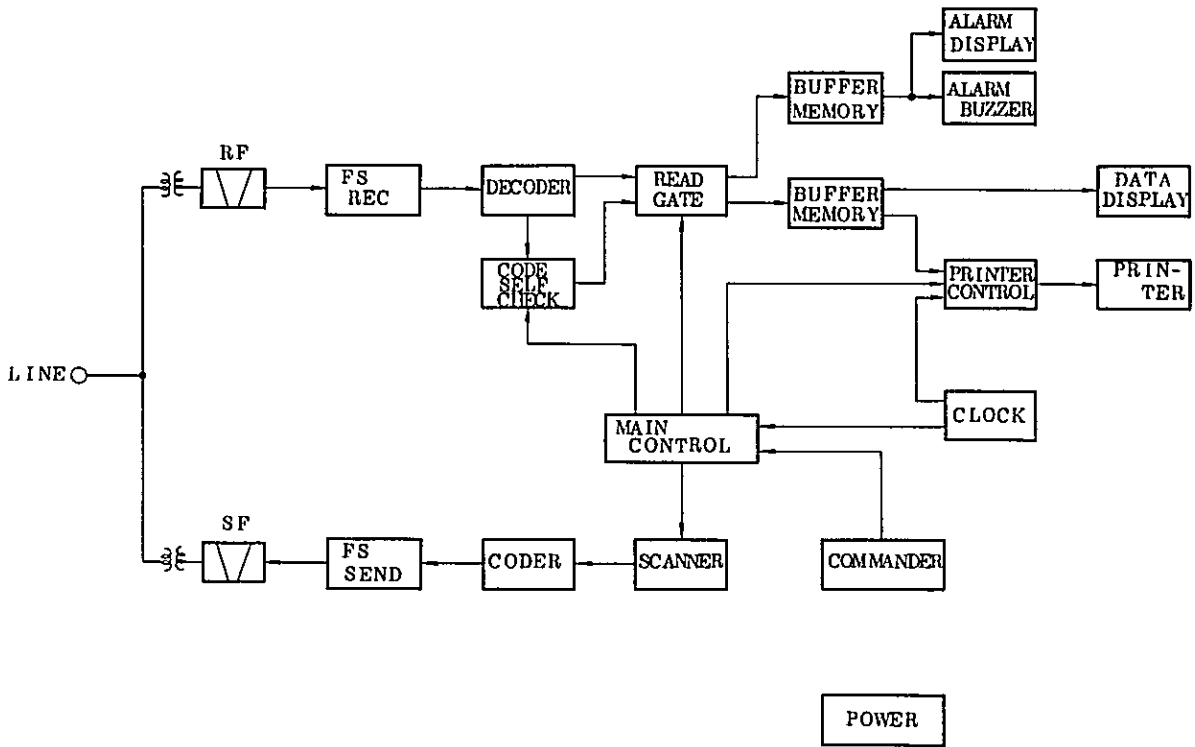 ALARM
DISPLAY
BUFFER
MEMORY
ALARM
BUZZER
RF
FS
REC
DECODER
READ
GATE
BUFFER
MEMORY
DATA
DISPLAY
CODE
SELF
CHECK
PRINTER
CONTROL
PRIN-
TER
LINE
MAIN
CONTROL
CLOCK
SF
FS
SEND
CODER
SCANNER
COMMANDER
POWER